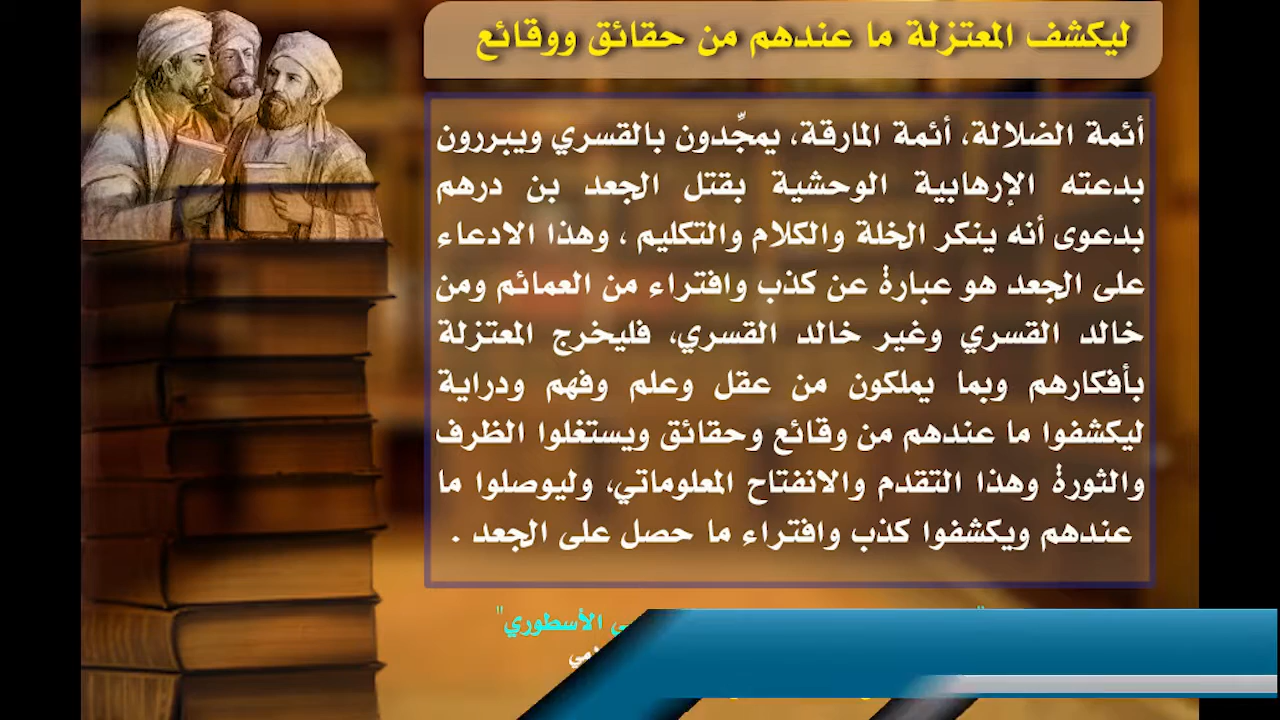 ليكشف المعتزلة ما عندهم من حقائق ووقائع
أئمة الضلالة، أئمة المارقة، يمجِّدون بالقسري ويبررون
بدعته الإرهابية الوحشية بقتل الجعد بن درهم
بدعوى أنه ينكر الخلة والكلام والتكليم ، وهذا الادعاء
على الجعد هو عبارة عن كذب وافتراء من العمائم ومن
خالد القسري وغير خالد القسري، فليخرج المعتزلة
بأفكارهم وبما يملكون من عقل وعلم وفهم ودراية
ليكشفوا ما عندهم من وقائع وحقائق ويستغلوا الظرف
والثورة وهذا التقدم والانفتاح المعلوماتي، وليوصلوا ما
عندهم ويكشفوا كذب وافتراء ما حصل على الجعد .
الأسطوري"